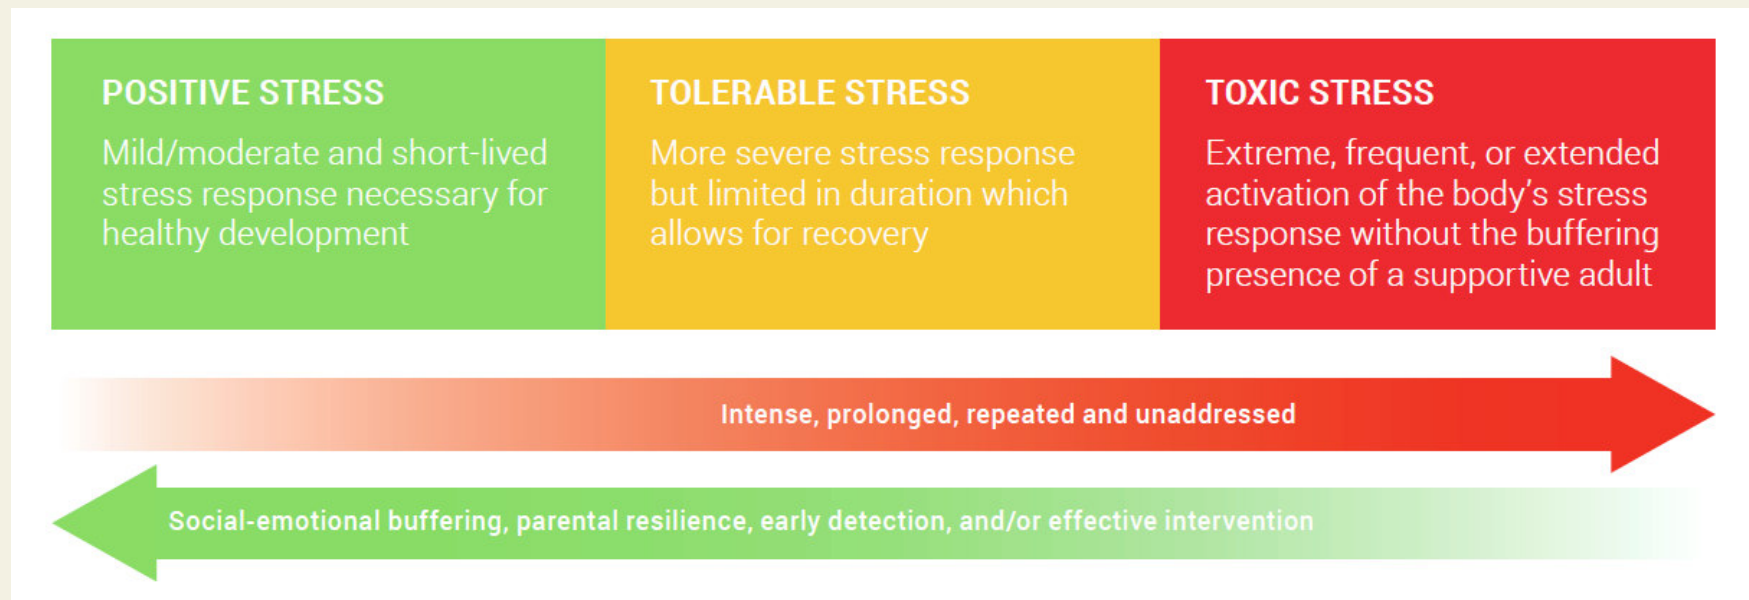 POSITIVE STRESS
Mild/moderate and short-lived
stress response necessary for
healthy development
TOLERABLE STRESS
More severe stress response
but limited in duration which
allows for recovery
TOXIC STRESS
Extreme, frequent, or extended
activation of the body's stress
response without the buffering
presence of a supportive adult
Intense, prolonged, repeated and unaddressed
Social-emotional buffering, parental resilience, early detection, and/or effective intervention